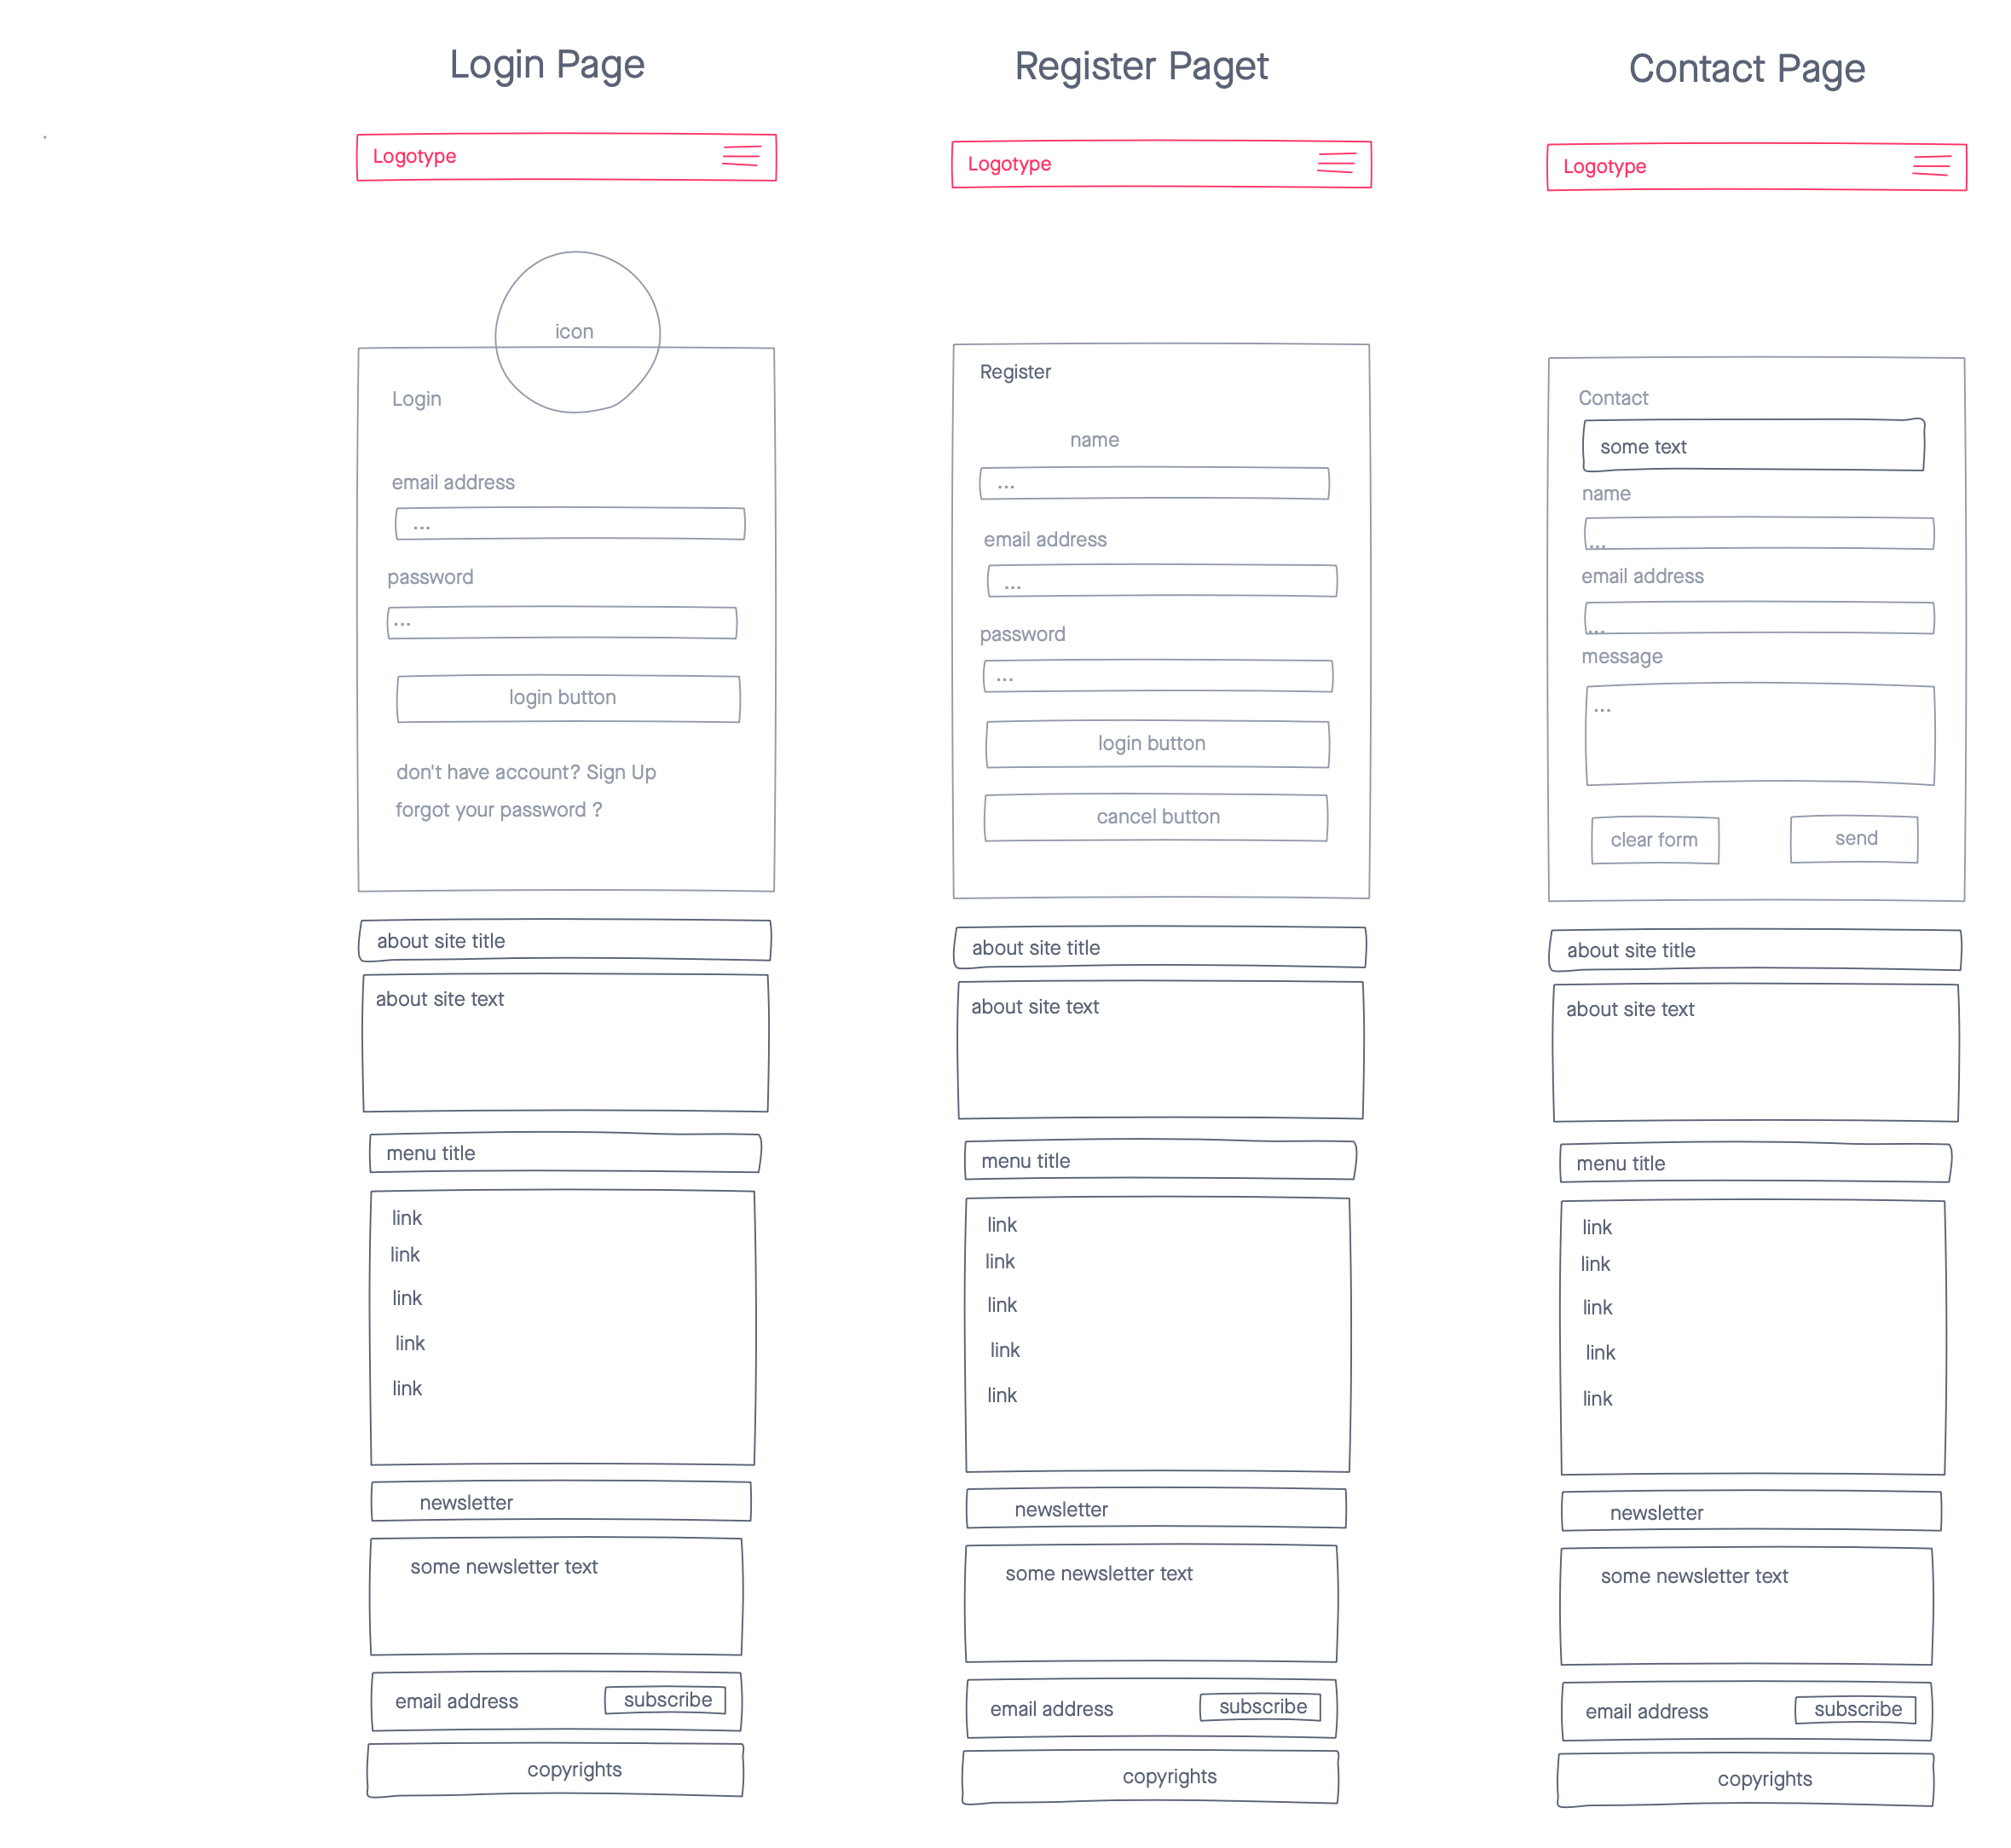 Login Page
Logotype
icon
Login
email address
...
password
...
login button
don't have account? Sign Up
forgot your password ?
about site title
about site text
menu title
link
link
link
link
link
newsletter
some newsletter text
email address
subscribe
copyrights
Register Paget
Logotype
Register
name
...
email address
...
password
...
login button
cancel button
about site title
about site text
menu title
link
link
link
link
link
newsletter
some newsletter text
email address
subscribe
copyrights
Contact Page
Logotype
Contact
some text
name
...
email address
...
message
...
clear form
send
about site title
about site text
menu title
link
link
link
link
link
newsletter
some newsletter text
email address
subscribe
copyrights